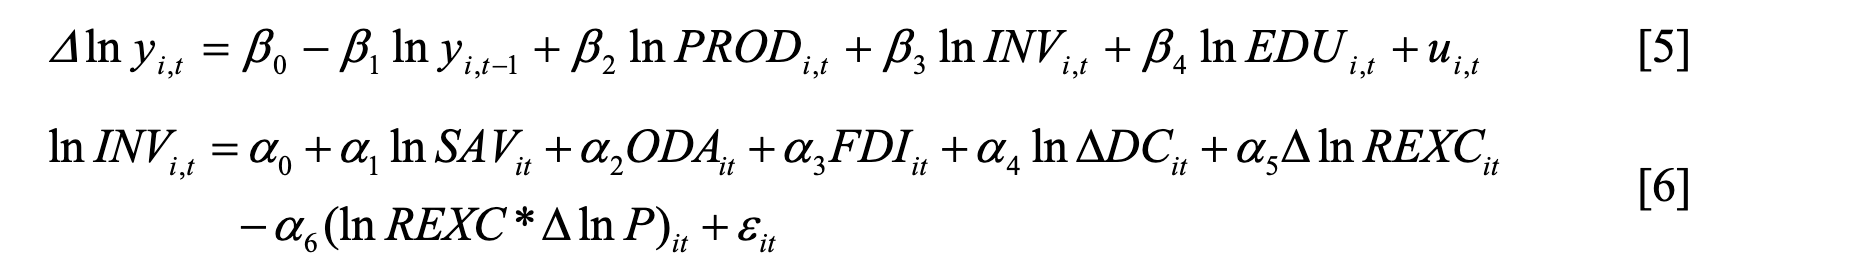 Δln y_{i,t} = β_0 − β_1 ln y_{i,t−1} + β_2 ln PROD_{i,t} + β_3 ln INV_{i,t} + β_4 ln EDU_{i,t} + u_{i,t} [5]
ln INV_{i,t} = α_0 + α_1 ln SAV_{it} + α_2 ODA_{it} + α_3 FDI_{it} + α_4 ln ΔDC_{it} + α_5 Δ ln REXC_{it}
[6]
− α_6 (ln REXC * Δ ln P)_{it} + ε_{it}